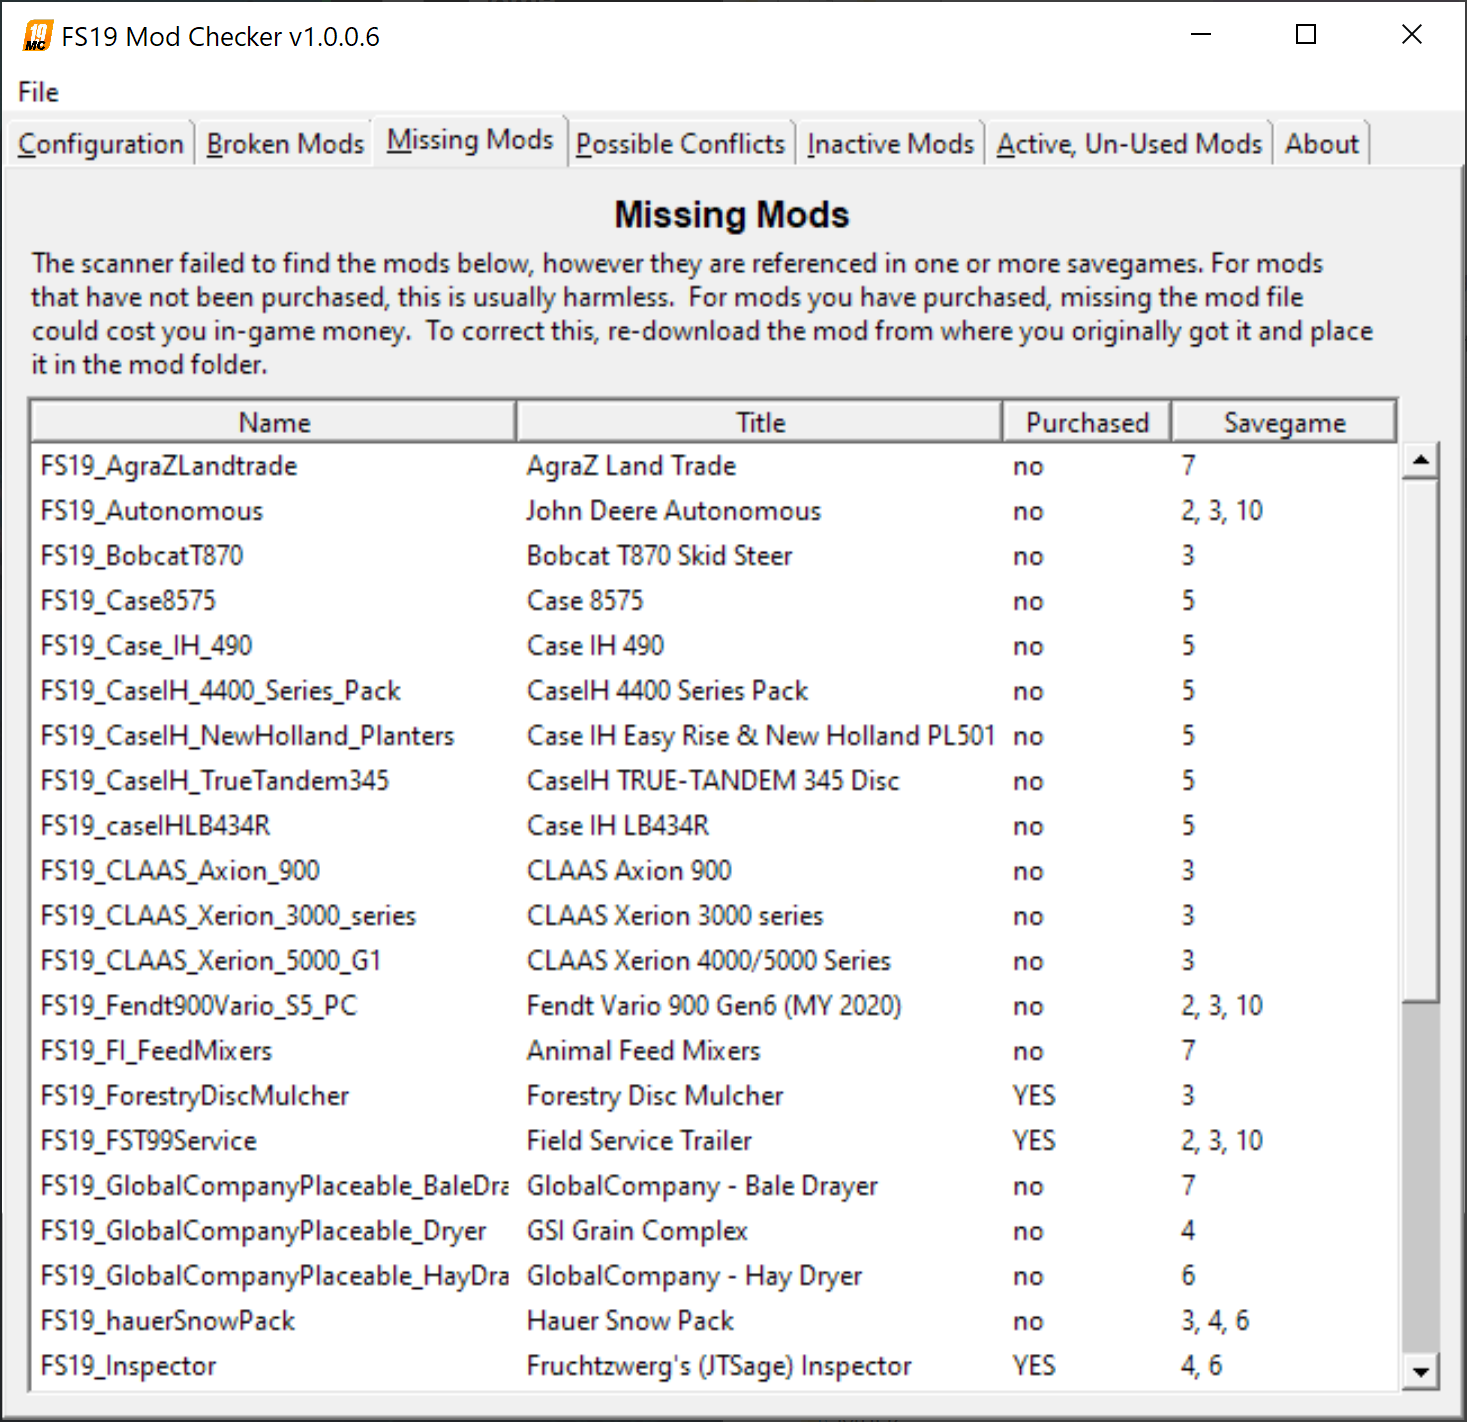 19 MC FS19 Mod Checker v1.0.0.6
File
Configuration Broken Mods Missing Mods Possible Conflicts Inactive Mods Active, Un-Used Mods About
Missing Mods
The scanner failed to find the mods below, however they are referenced in one or more savegames. For mods
that have not been purchased, this is usually harmless.  For mods you have purchased, missing the mod file
could cost you in-game money.  To correct this, re-download the mod from where you originally got it and place
it in the mod folder.
Name Title Purchased Savegame
FS19_AgraZLandtrade AgraZ Land Trade no 7
FS19_Autonomous John Deere Autonomous no 2, 3, 10
FS19_BobcatT870 Bobcat T870 Skid Steer no 3
FS19_Case8575 Case 8575 no 5
FS19_Case_IH_490 Case IH 490 no 5
FS19_CaseIH_4400_Series_Pack CaseIH 4400 Series Pack no 5
FS19_CaseIH_NewHolland_Planters Case IH Easy Rise & New Holland PL501 no 5
FS19_CaseIH_TrueTandem345 CaseIH TRUE-TANDEM 345 Disc no 5
FS19_caseIHLB434R Case IH LB434R no 5
FS19_CLAAS_Axion_900 CLAAS Axion 900 no 3
FS19_CLAAS_Xerion_3000_series CLAAS Xerion 3000 series no 3
FS19_CLAAS_Xerion_5000_G1 CLAAS Xerion 4000/5000 Series no 3
FS19_Fendt900Vario_S5_PC Fendt Vario 900 Gen6 (MY 2020) no 2, 3, 10
FS19_FI_FeedMixers Animal Feed Mixers no 7
FS19_ForestryDiscMulcher Forestry Disc Mulcher YES 3
FS19_FST99Service Field Service Trailer YES 2, 3, 10
FS19_GlobalCompanyPlaceable_BaleDra GlobalCompany - Bale Drayer no 7
FS19_GlobalCompanyPlaceable_Dryer GSI Grain Complex no 4
FS19_GlobalCompanyPlaceable_HayDra GlobalCompany - Hay Dryer no 6
FS19_hauerSnowPack Hauer Snow Pack no 3, 4, 6
FS19_Inspector Fruchtzwerg's (JTSage) Inspector YES 4, 6